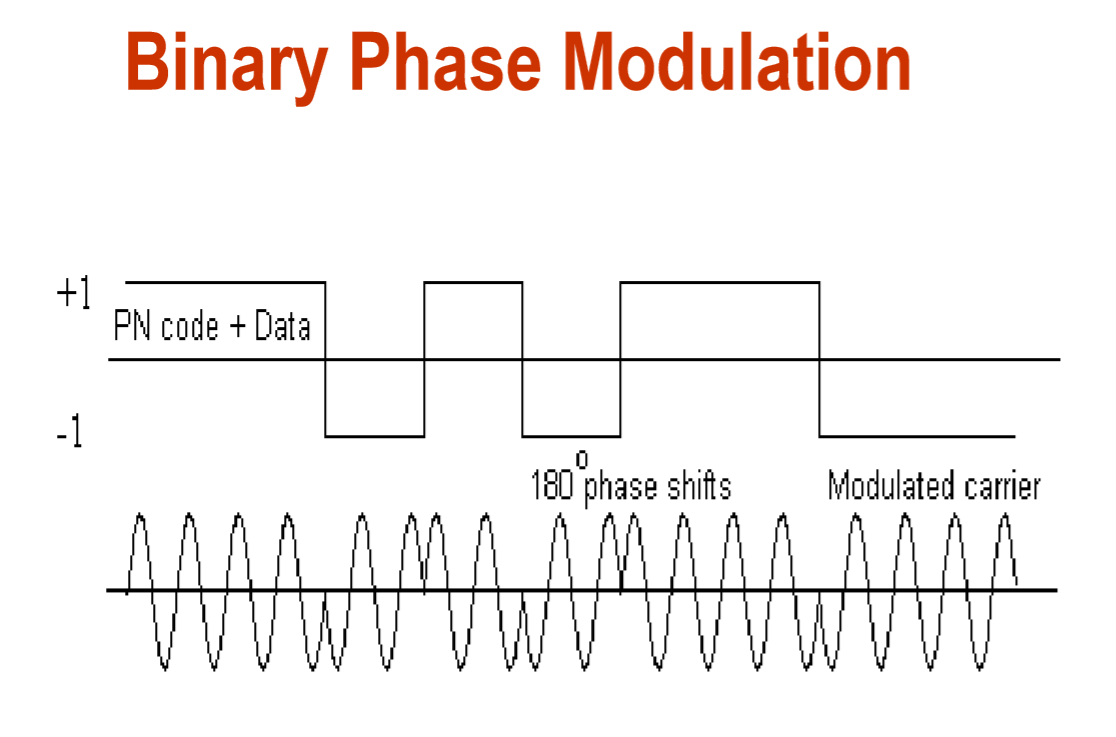 Binary Phase Modulation
+1
PN code + Data
-1
180° phase shifts
Modulated carrier